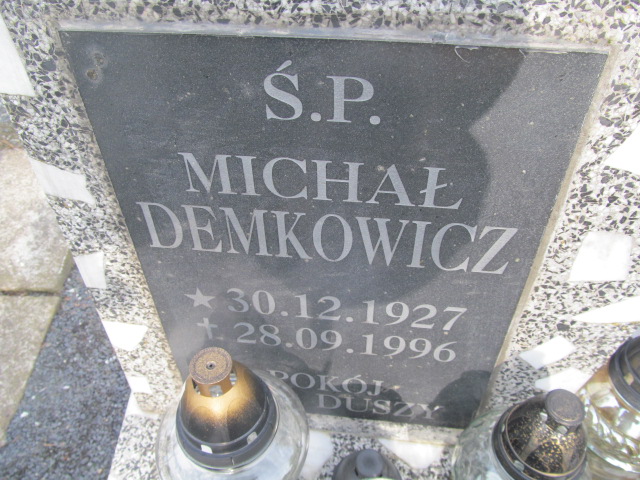 Ś.P.
MICHAŁ
DEMKOWICZ
★ 30.12.1927
✝ 28.09.1996
POKÓJ
DUSZY